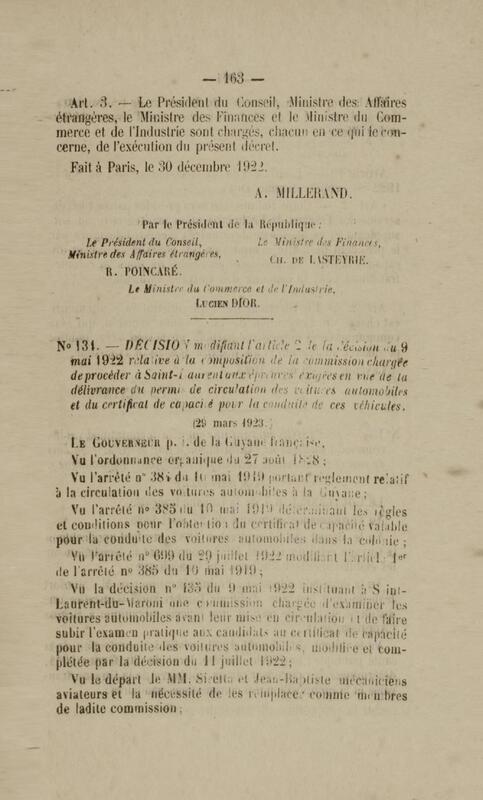 — 163 —
Art. 3. — Le Président du Conseil, Ministre des Affaires
étrangères, le Ministre des Finances et le Ministre du Com-
merce et de l'Industrie sont chargés, chacun en ce qui le con-
cerne, de l'exécution du présent décret.
Fait à Paris, le 30 décembre 1922.
A. MILLERAND.
Par le Président de la République :
Le Président du Conseil,
Ministre des Affaires étrangères,
R. POINCARÉ.
Le Ministre des Finances,
CH. DE LASTEYRIE.
Le Ministre du Commerce et de l'Industrie,
LUCIEN DIOR.
No 134. — DÉCISION modifiant l'article 2 de la décision du 9
mai 1922 relative à la composition de la commission chargée
de procéder à Saint-Laurent aux épreuves exigées en vue de la
délivrance du permis de circulation des voitures automobiles
et du certificat de capacité pour la conduite de ces véhicules.
(29 mars 1923.)
LE GOUVERNEUR p. i. de la Guyane française,
Vu l'ordonnance organique du 27 août 1828 ;
Vu l'arrêté n° 384 du 10 mai 1919 portant règlement relatif
à la circulation des voitures automobiles à la Guyane ;
Vu l'arrêté n° 385 du 10 mai 1919 déterminant les règles
et conditions pour l'obtention du certificat de capacité valable
pour la conduite des voitures automobiles dans la colonie ;
Vu l'arrêté n° 699 du 29 juillet 1922 modifiant l'article 1er
de l'arrêté n° 385 du 10 mai 1919 ;
Vu la décision n° 135 du 9 mai 1922 instituant à Saint-
Laurent-du-Maroni une commission chargée d'examiner les
voitures automobiles avant leur mise en circulation et de faire
subir l'examen pratique aux candidats au certificat de capacité
pour la conduite des voitures automobiles, modifiée et com-
plétée par la décision du 11 juillet 1922 ;
Vu le départ de MM. et Jean-Baptiste mécaniciens
aviateurs et la nécessité de les remplacer comme membres
de ladite commission ;